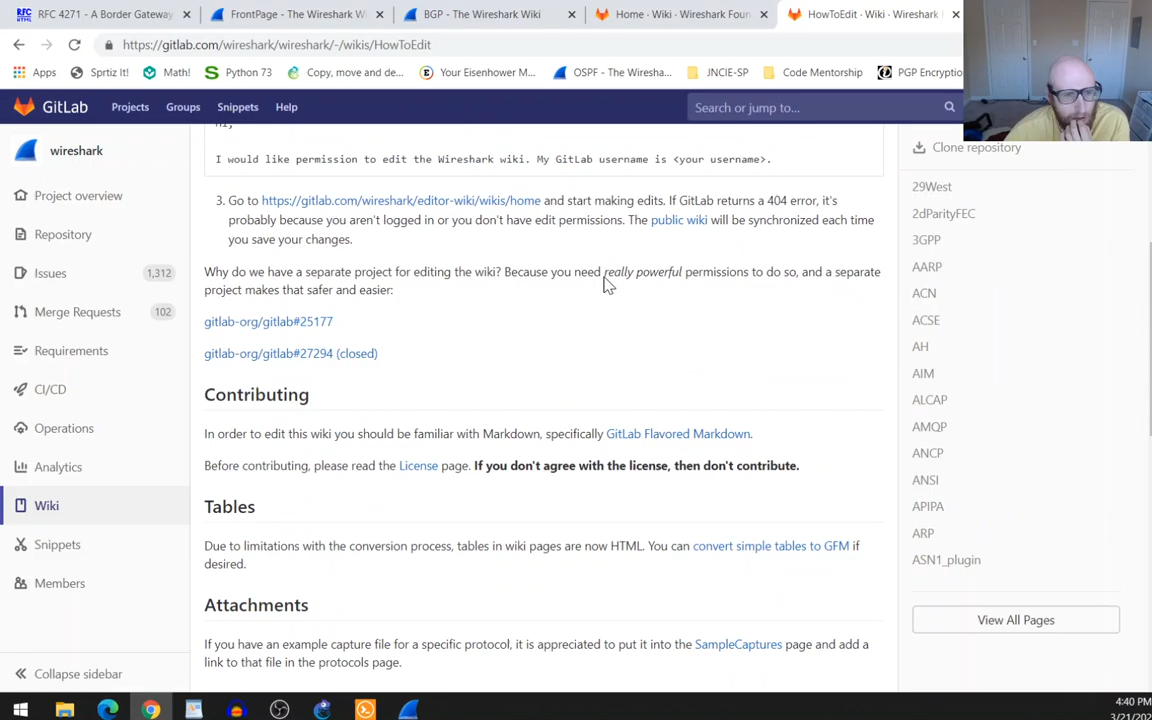 RFC 4271 - A Border Gateway
FrontPage - The Wireshark W
BGP - The Wireshark Wiki
Home · Wiki · Wireshark Foun
HowToEdit · Wiki · Wireshark
https://gitlab.com/wireshark/wireshark/-/wikis/HowToEdit
Apps
Sprtiz It!
Math!
Python 73
Copy, move and de...
Your Eisenhower M...
OSPF - The Wiresha...
JNCIE-SP
Code Mentorship
PGP Encryptio
GitLab
Projects
Groups
Snippets
Help
Search or jump to...
wireshark
Project overview
Repository
Issues 1,312
Merge Requests 102
Requirements
CI/CD
Operations
Analytics
Wiki
Snippets
Members
Collapse sidebar
Hi,
I would like permission to edit the Wireshark wiki. My GitLab username is <your username>.
3. Go to https://gitlab.com/wireshark/editor-wiki/wikis/home and start making edits. If GitLab returns a 404 error, it's
probably because you aren't logged in or you don't have edit permissions. The public wiki will be synchronized each time
you save your changes.
Why do we have a separate project for editing the wiki? Because you need really powerful permissions to do so, and a separate
project makes that safer and easier:
gitlab-org/gitlab#25177
gitlab-org/gitlab#27294 (closed)
Contributing
In order to edit this wiki you should be familiar with Markdown, specifically GitLab Flavored Markdown.
Before contributing, please read the License page. If you don't agree with the license, then don't contribute.
Tables
Due to limitations with the conversion process, tables in wiki pages are now HTML. You can convert simple tables to GFM if
desired.
Attachments
If you have an example capture file for a specific protocol, it is appreciated to put it into the SampleCaptures page and add a
link to that file in the protocols page.
Clone repository
29West
2dParityFEC
3GPP
AARP
ACN
ACSE
AH
AIM
ALCAP
AMQP
ANCP
ANSI
APIPA
ARP
ASN1_plugin
View All Pages
4:40 PM
3/21/202